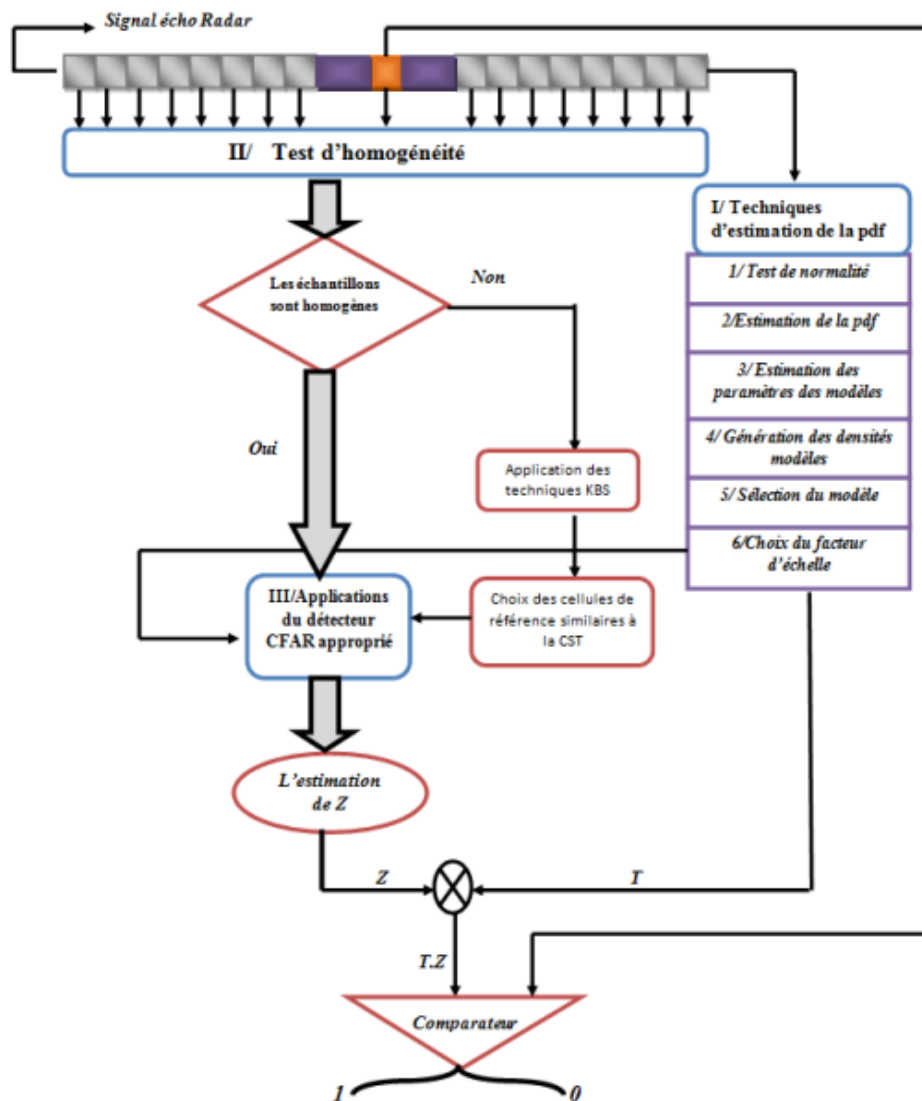 Signal écho Radar
II/ Test d'homogénéité
I/ Techniques
d'estimation de la pdf
1/ Test de normalité
2/Estimation de la pdf
3/ Estimation des
paramètres des modèles
4/ Génération des densités
modèles
5/ Sélection du modèle
6/Choix du facteur
d'échelle
Les échantillons
sont homogènes
Non
Oui
Application des
techniques KBS
Choix des cellules de
référence similaires à
la CST
III/Applications
du détecteur
CFAR approprié
L'estimation
de Z
Z
T
T.Z
Comparateur
1
0